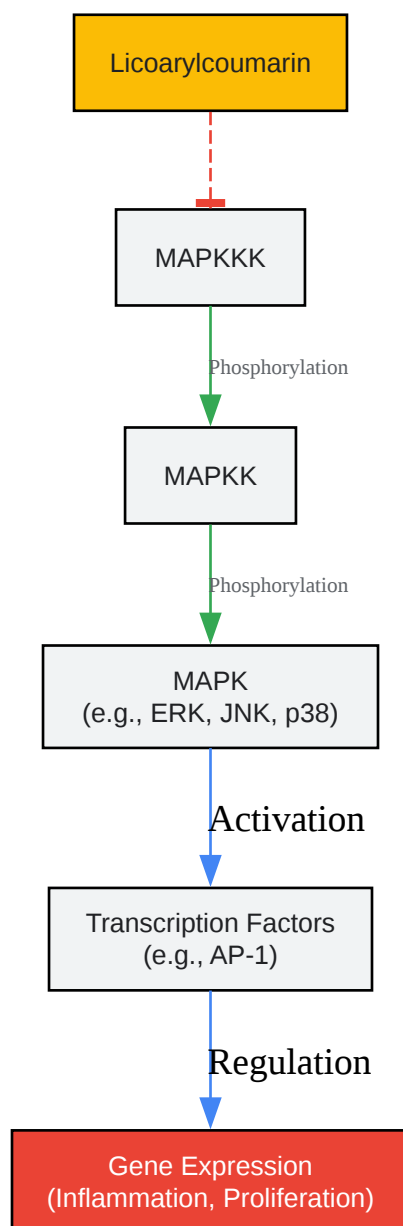 Licoarylcoumarin
MAPKKK
Phosphorylation
MAPKK
Phosphorylation
MAPK
(e.g., ERK, JNK, p38)
Activation
Transcription Factors
(e.g., AP-1)
Regulation
Gene Expression
(Inflammation, Proliferation)